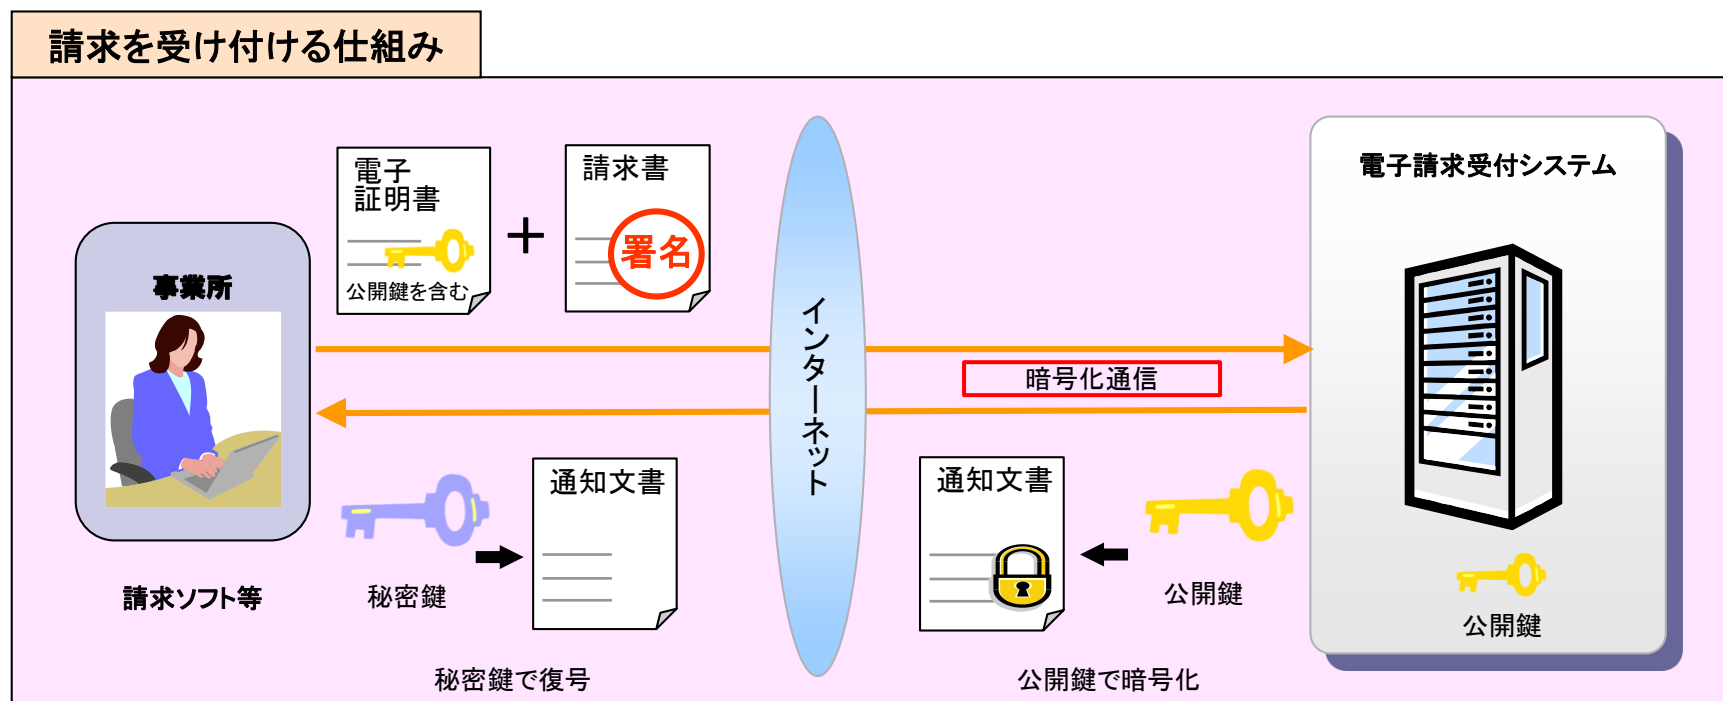 請求を受け付ける仕組み
電子
証明書
公開鍵を含む
＋
請求書
署名
電子請求受付システム
事業所
インターネット
暗号化通信
通知文書
通知文書
秘密鍵
公開鍵
請求ソフト等
公開鍵
秘密鍵で復号
公開鍵で暗号化